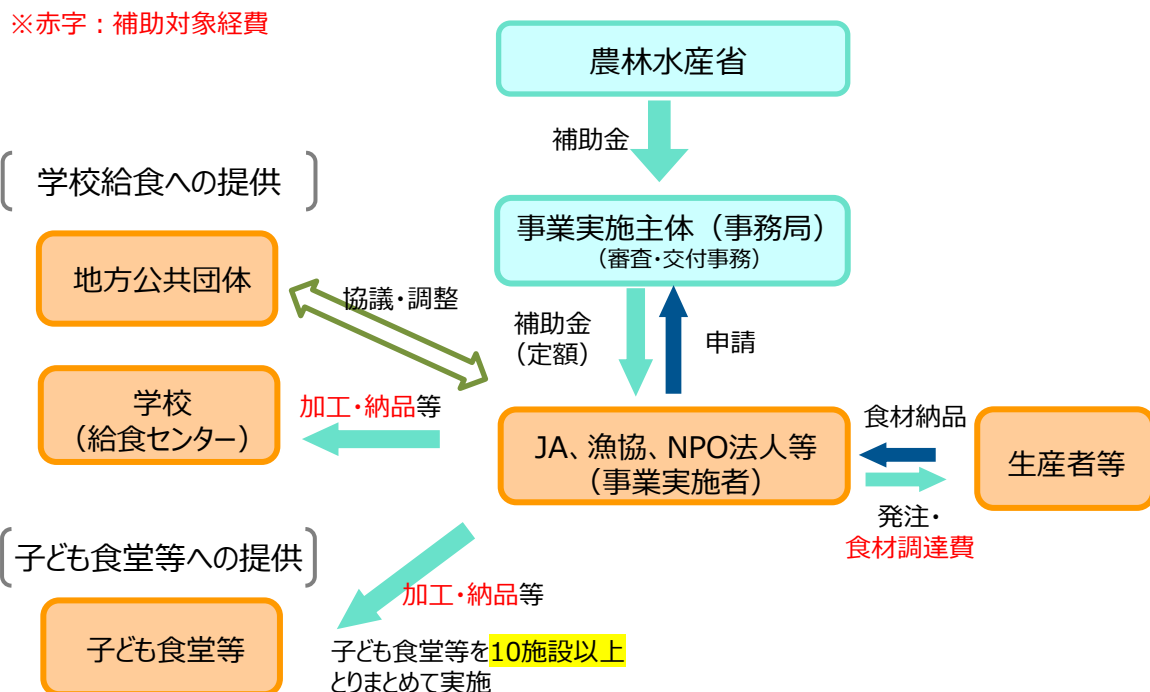 ※赤字：補助対象経費
農林水産省
補助金
学校給食への提供
事業実施主体（事務局）
（審査・交付事務）
地方公共団体
協議・調整
補助金
（定額）
申請
学校
（給食センター）
加工・納品等
JA、漁協、NPO法人等
（事業実施者）
食材納品
生産者等
発注・
食材調達費
子ども食堂等への提供
加工・納品等
子ども食堂等
子ども食堂等を10施設以上
とりまとめて実施